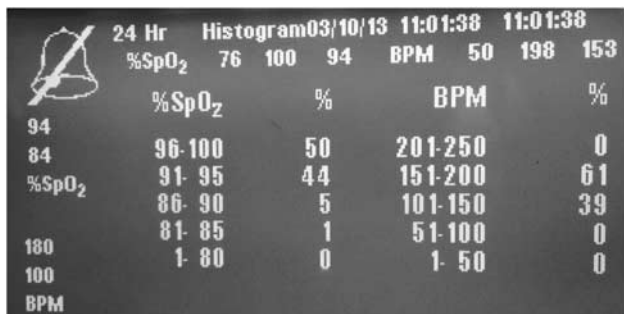 24 Hr Histogram03/10/13 11:01:38 11:01:38
%SpO₂ 76 100 94 BPM 50 198 153
%SpO₂ % BPM %
94
84 96-100 50 201-250 0
%SpO₂ 91- 95 44 151-200 61
86- 90 5 101-150 39
180 81- 85 1 51-100 0
100 1- 80 0 1- 50 0
BPM